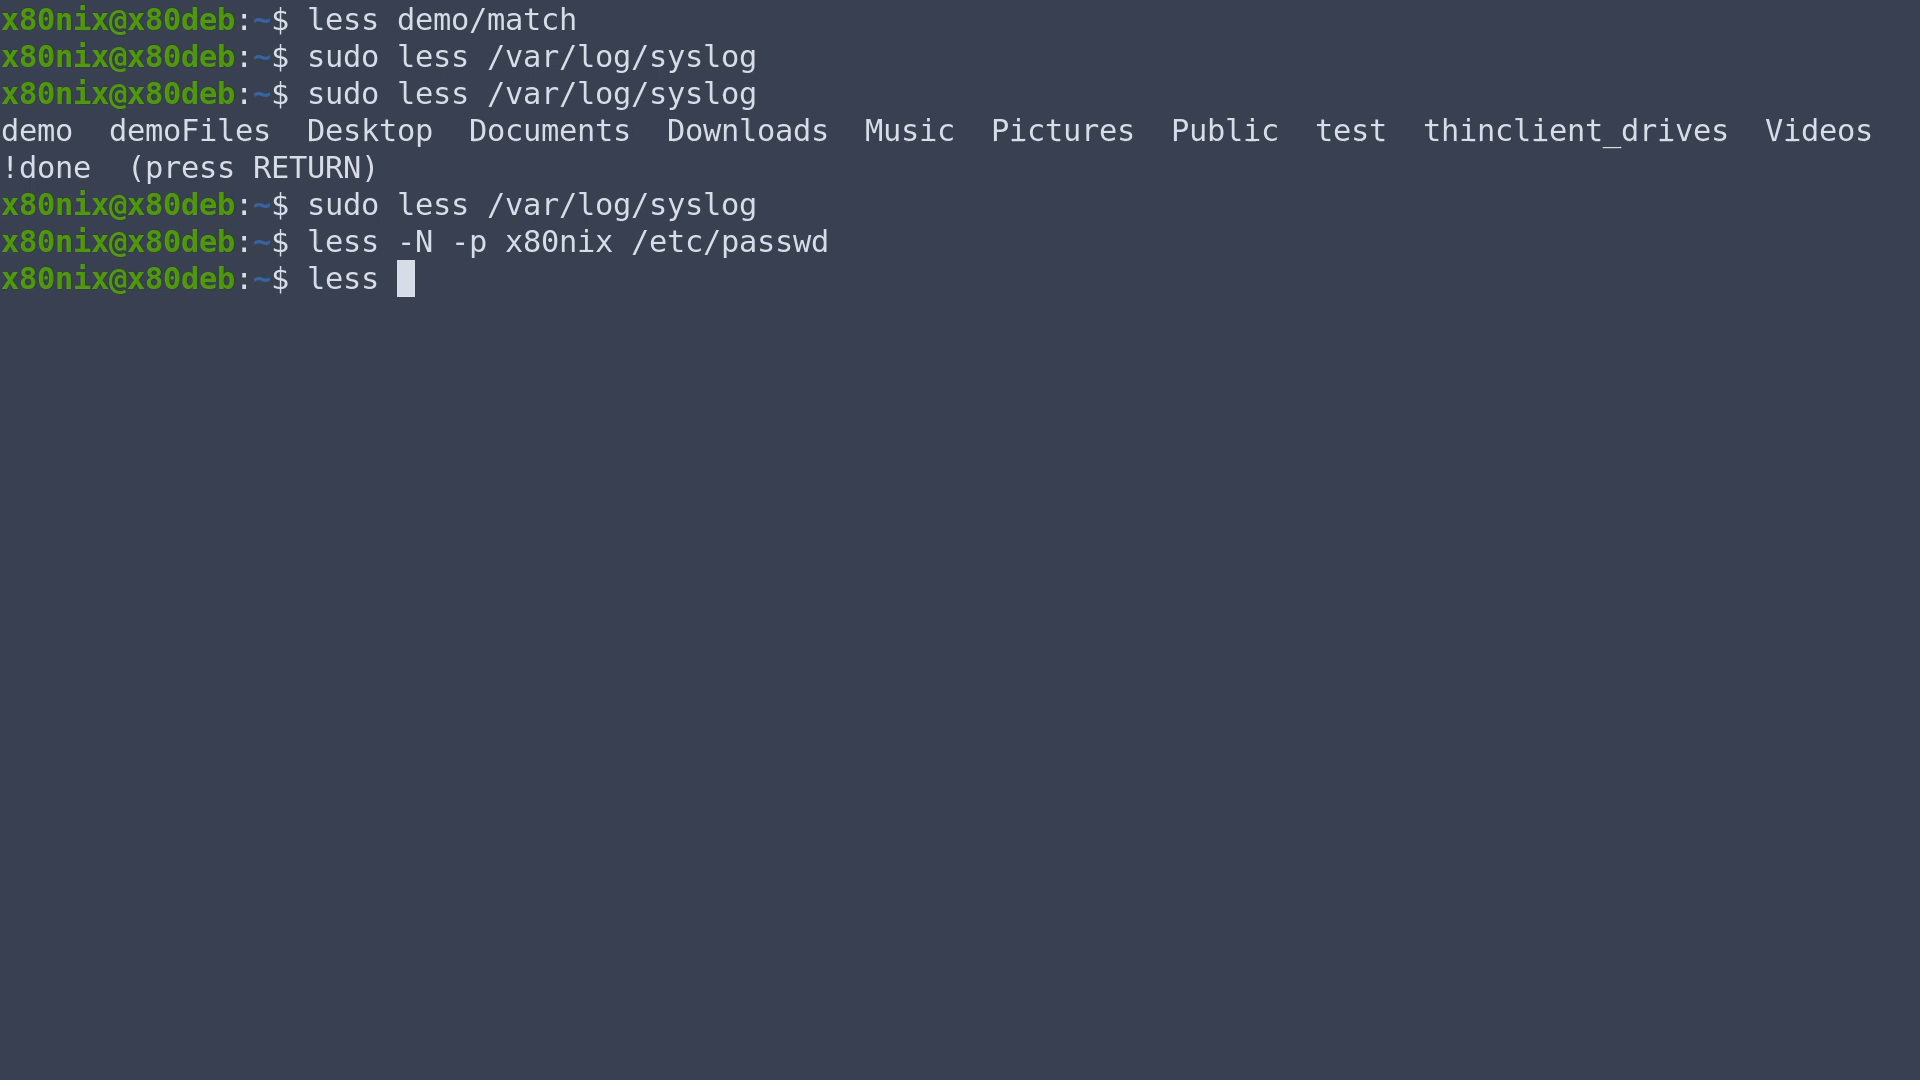 x80nix@x80deb:~$ less demo/match
x80nix@x80deb:~$ sudo less /var/log/syslog
x80nix@x80deb:~$ sudo less /var/log/syslog
demo  demoFiles  Desktop  Documents  Downloads  Music  Pictures  Public  test  thinclient_drives  Videos
!done  (press RETURN)
x80nix@x80deb:~$ sudo less /var/log/syslog
x80nix@x80deb:~$ less -N -p x80nix /etc/passwd
x80nix@x80deb:~$ less